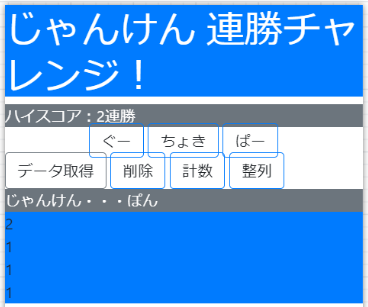 じゃんけん 連勝チャ
レンジ！
ハイスコア：2連勝
ぐー ちょき ぱー
データ取得 削除 計数 整列
じゃんけん・・・ぽん
2
1
1
1